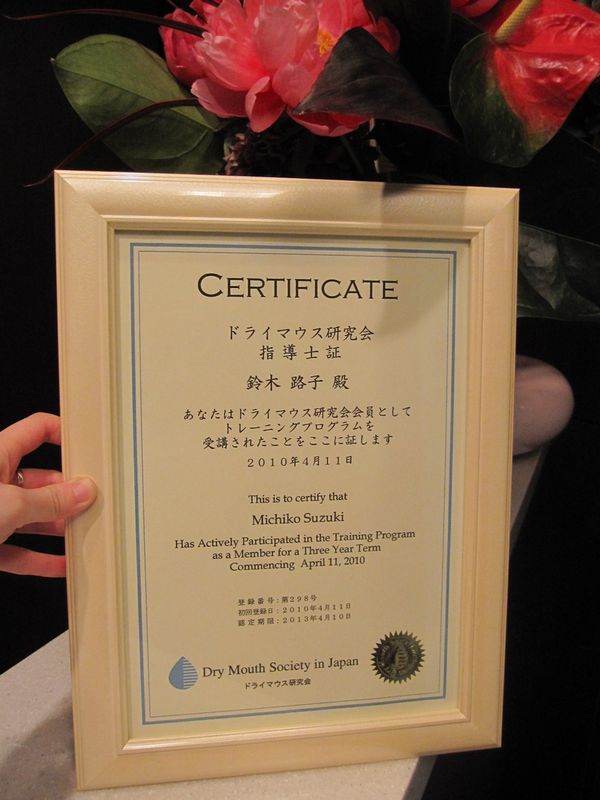 CERTIFICATE
ドライマウス研究会
指導士証
鈴木 路子 殿
あなたはドライマウス研究会会員として
トレーニングプログラムを
受講されたことをここに証します
2010年4月11日
This is to certify that
Michiko Suzuki
Has Actively Participated in the Training Program
as a Member for a Three Year Term
Commencing April 11, 2010
登録番号:第298号
初回登録日:2010年4月11日
認定期限:2013年4月10日
Dry Mouth Society in Japan
ドライマウス研究会